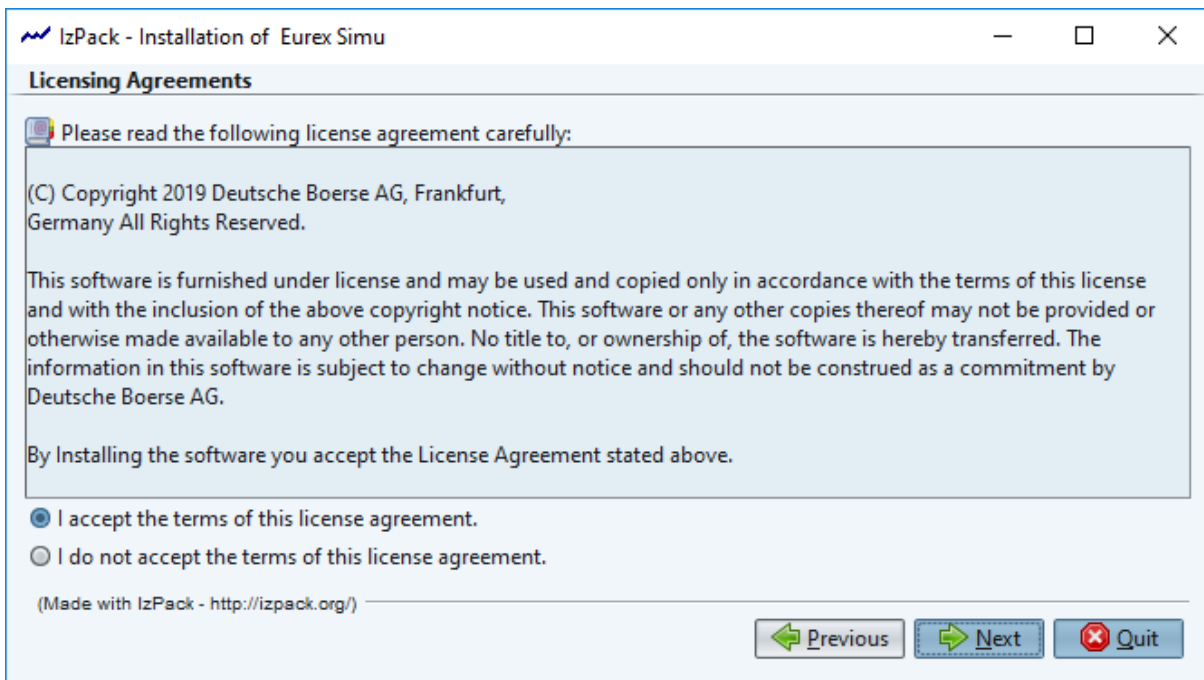 IzPack - Installation of Eurex Simu
Licensing Agreements
Please read the following license agreement carefully:
(C) Copyright 2019 Deutsche Boerse AG, Frankfurt,
Germany All Rights Reserved.
This software is furnished under license and may be used and copied only in accordance with the terms of this license
and with the inclusion of the above copyright notice. This software or any other copies thereof may not be provided or
otherwise made available to any other person. No title to, or ownership of, the software is hereby transferred. The
information in this software is subject to change without notice and should not be construed as a commitment by
Deutsche Boerse AG.
By Installing the software you accept the License Agreement stated above.
I accept the terms of this license agreement.
I do not accept the terms of this license agreement.
(Made with IzPack - http://izpack.org/)
Previous Next Quit